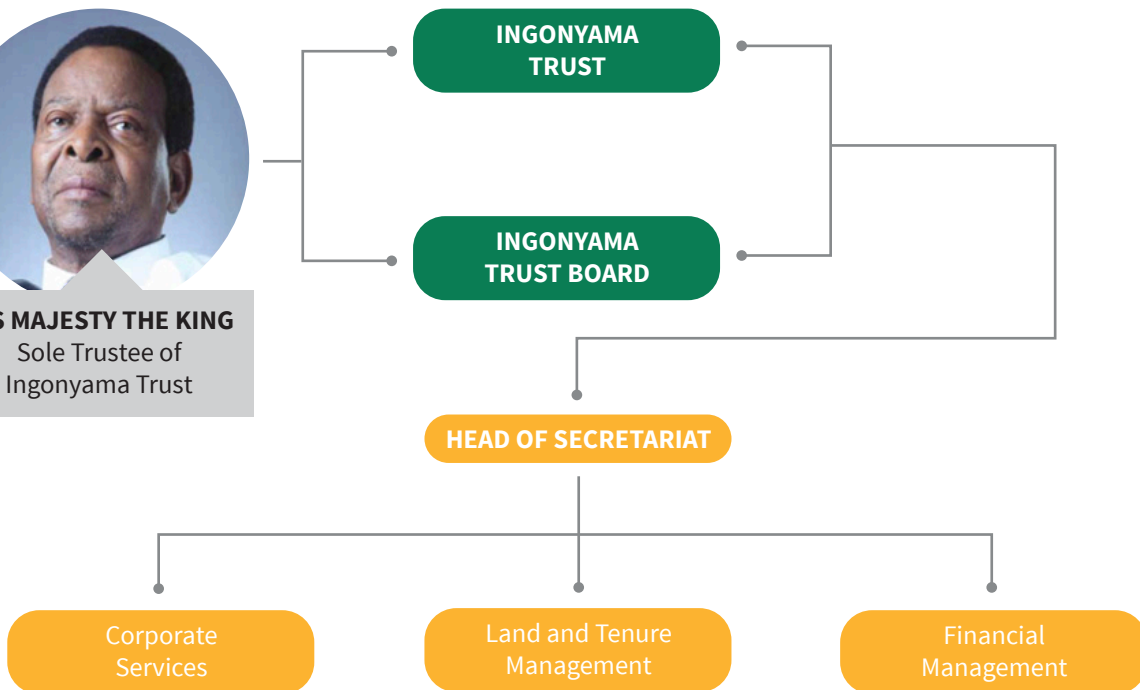 INGONYAMA
TRUST
INGONYAMA
TRUST BOARD
S MAJESTY THE KING
Sole Trustee of
Ingonyama Trust
HEAD OF SECRETARIAT
Corporate
Services
Land and Tenure
Management
Financial
Management